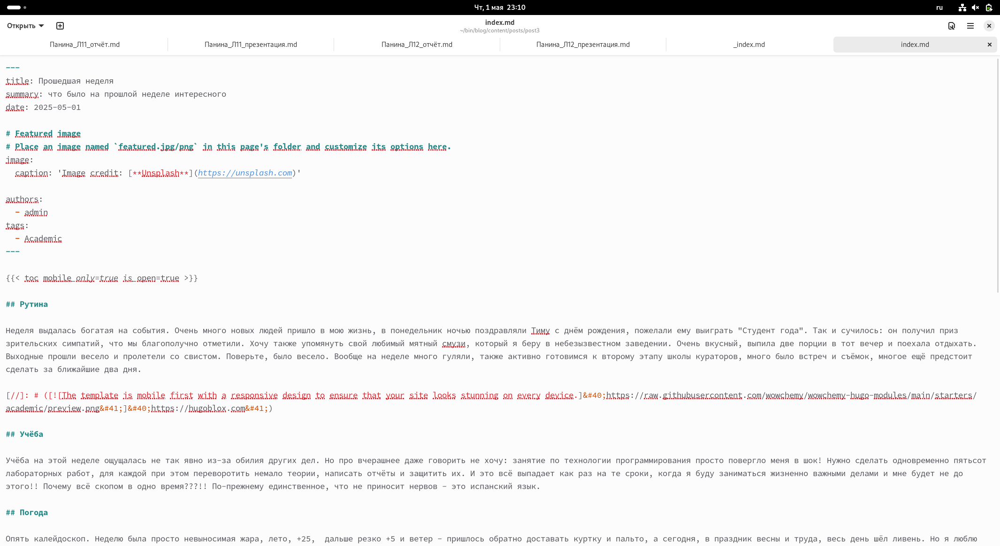 Чт, 1 мая 23:10
ru
Открыть
index.md
~/bin/blog/content/posts/post3
Панина_Л11_отчёт.md
Панина_Л11_презентация.md
Панина_Л12_отчёт.md
Панина_Л12_презентация.md
_index.md
index.md
---
title: Прошедшая неделя
summary: что было на прошлой неделе интересного
date: 2025-05-01
# Featured image
# Place an image named `featured.jpg/png` in this page's folder and customize its options here.
image:
  caption: 'Image credit: [**Unsplash**](https://unsplash.com)'
authors:
  - admin
tags:
  - Academic
---
{{< toc mobile_only=true is_open=true >}}
## Рутина
Неделя выдалась богатая на события. Очень много новых людей пришло в мою жизнь, в понедельник ночью поздравляли Тиму с днём рождения, пожелали ему выиграть "Студент года". Так и сучилось: он получил приз
зрительских симпатий, что мы благополучно отметили. Хочу также упомянуть свой любимый мятный смузи, который я беру в небезызвестном заведении. Очень вкусный, выпила две порции в тот вечер и поехала отдыхать.
Выходные прошли весело и пролетели со свистом. Поверьте, было весело. Вообще на неделе много гуляли, также активно готовимся к второму этапу школы кураторов, много было встреч и съёмок, многое ещё предстоит
сделать за ближайшие два дня.
[//]: # ([![The template is mobile first with a responsive design to ensure that your site looks stunning on every device.]&#40;https://raw.githubusercontent.com/wowchemy/wowchemy-hugo-modules/main/starters/
academic/preview.png&#41;]&#40;https://hugoblox.com&#41;)
## Учёба
Учёба на этой неделе ощущалась не так явно из-за обилия других дел. Но про вчерашнее даже говорить не хочу: занятие по технологии программирования просто повергло меня в шок! Нужно сделать одновременно пятьсот
лабораторных работ, для каждой при этом переворотить немало теории, написать отчёты и защитить их. И это всё выпадает как раз на те сроки, когда я буду заниматься жизненно важными делами и мне будет не до
этого!! Почему всё скопом в одно время???!! По-прежнему единственное, что не приносит нервов - это испанский язык.
## Погода
Опять калейдоскоп. Неделю была просто невыносимая жара, лето, +25,  дальше резко +5 и ветер - пришлось обратно доставать куртку и пальто, а сегодня, в праздник весны и труда, весь день шёл ливень. Но я люблю